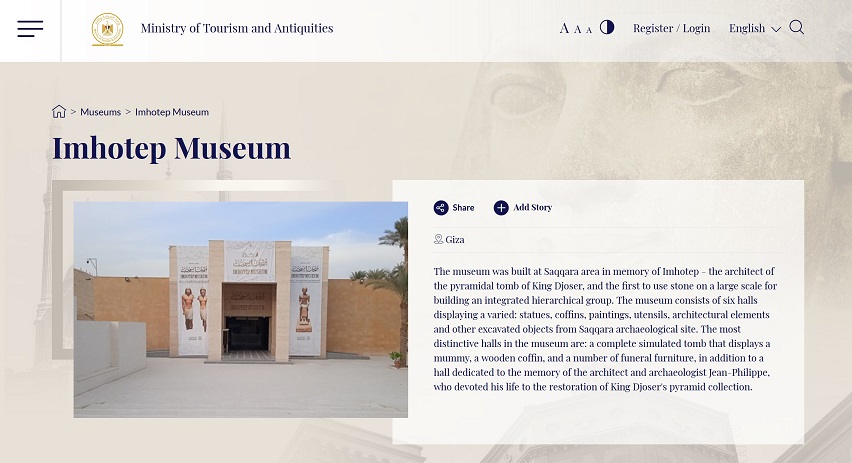 Ministry of Tourism and Antiquities
A A A
Register / Login
English
> Museums > Imhotep Museum
Imhotep Museum
Share
Add Story
Giza
The museum was built at Saqqara area in memory of Imhotep - the architect of
the pyramidal tomb of King Djoser, and the first to use stone on a large scale for
building an integrated hierarchical group. The museum consists of six halls
displaying a varied: statues, coffins, paintings, utensils, architectural elements
and other excavated objects from Saqqara archaeological site. The most
distinctive halls in the museum are: a complete simulated tomb that displays a
mummy, a wooden coffin, and a number of funeral furniture, in addition to a
hall dedicated to the memory of the architect and archaeologist Jean-Philippe,
who devoted his life to the restoration of King Djoser's pyramid collection.
IMHOTEP MUSEUM
IMHOTEP MUSEUM
IMHOTEP MUSEUM